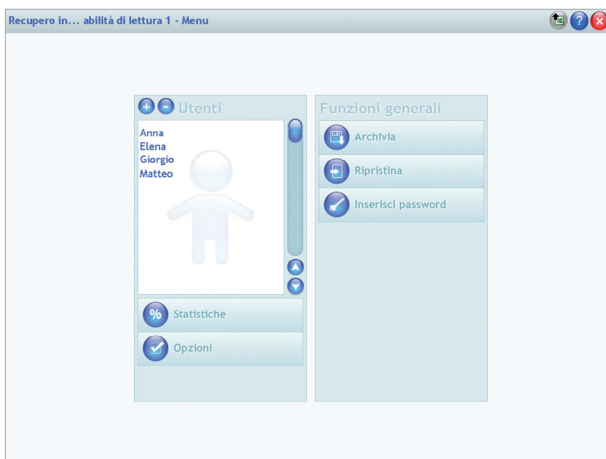 Recupero in... abilità di lettura 1 - Menu
?
Utenti
Anna
Elena
Giorgio
Matteo
% Statistiche
Opzioni
Funzioni generali
Archivia
Ripristina
Inserisci password